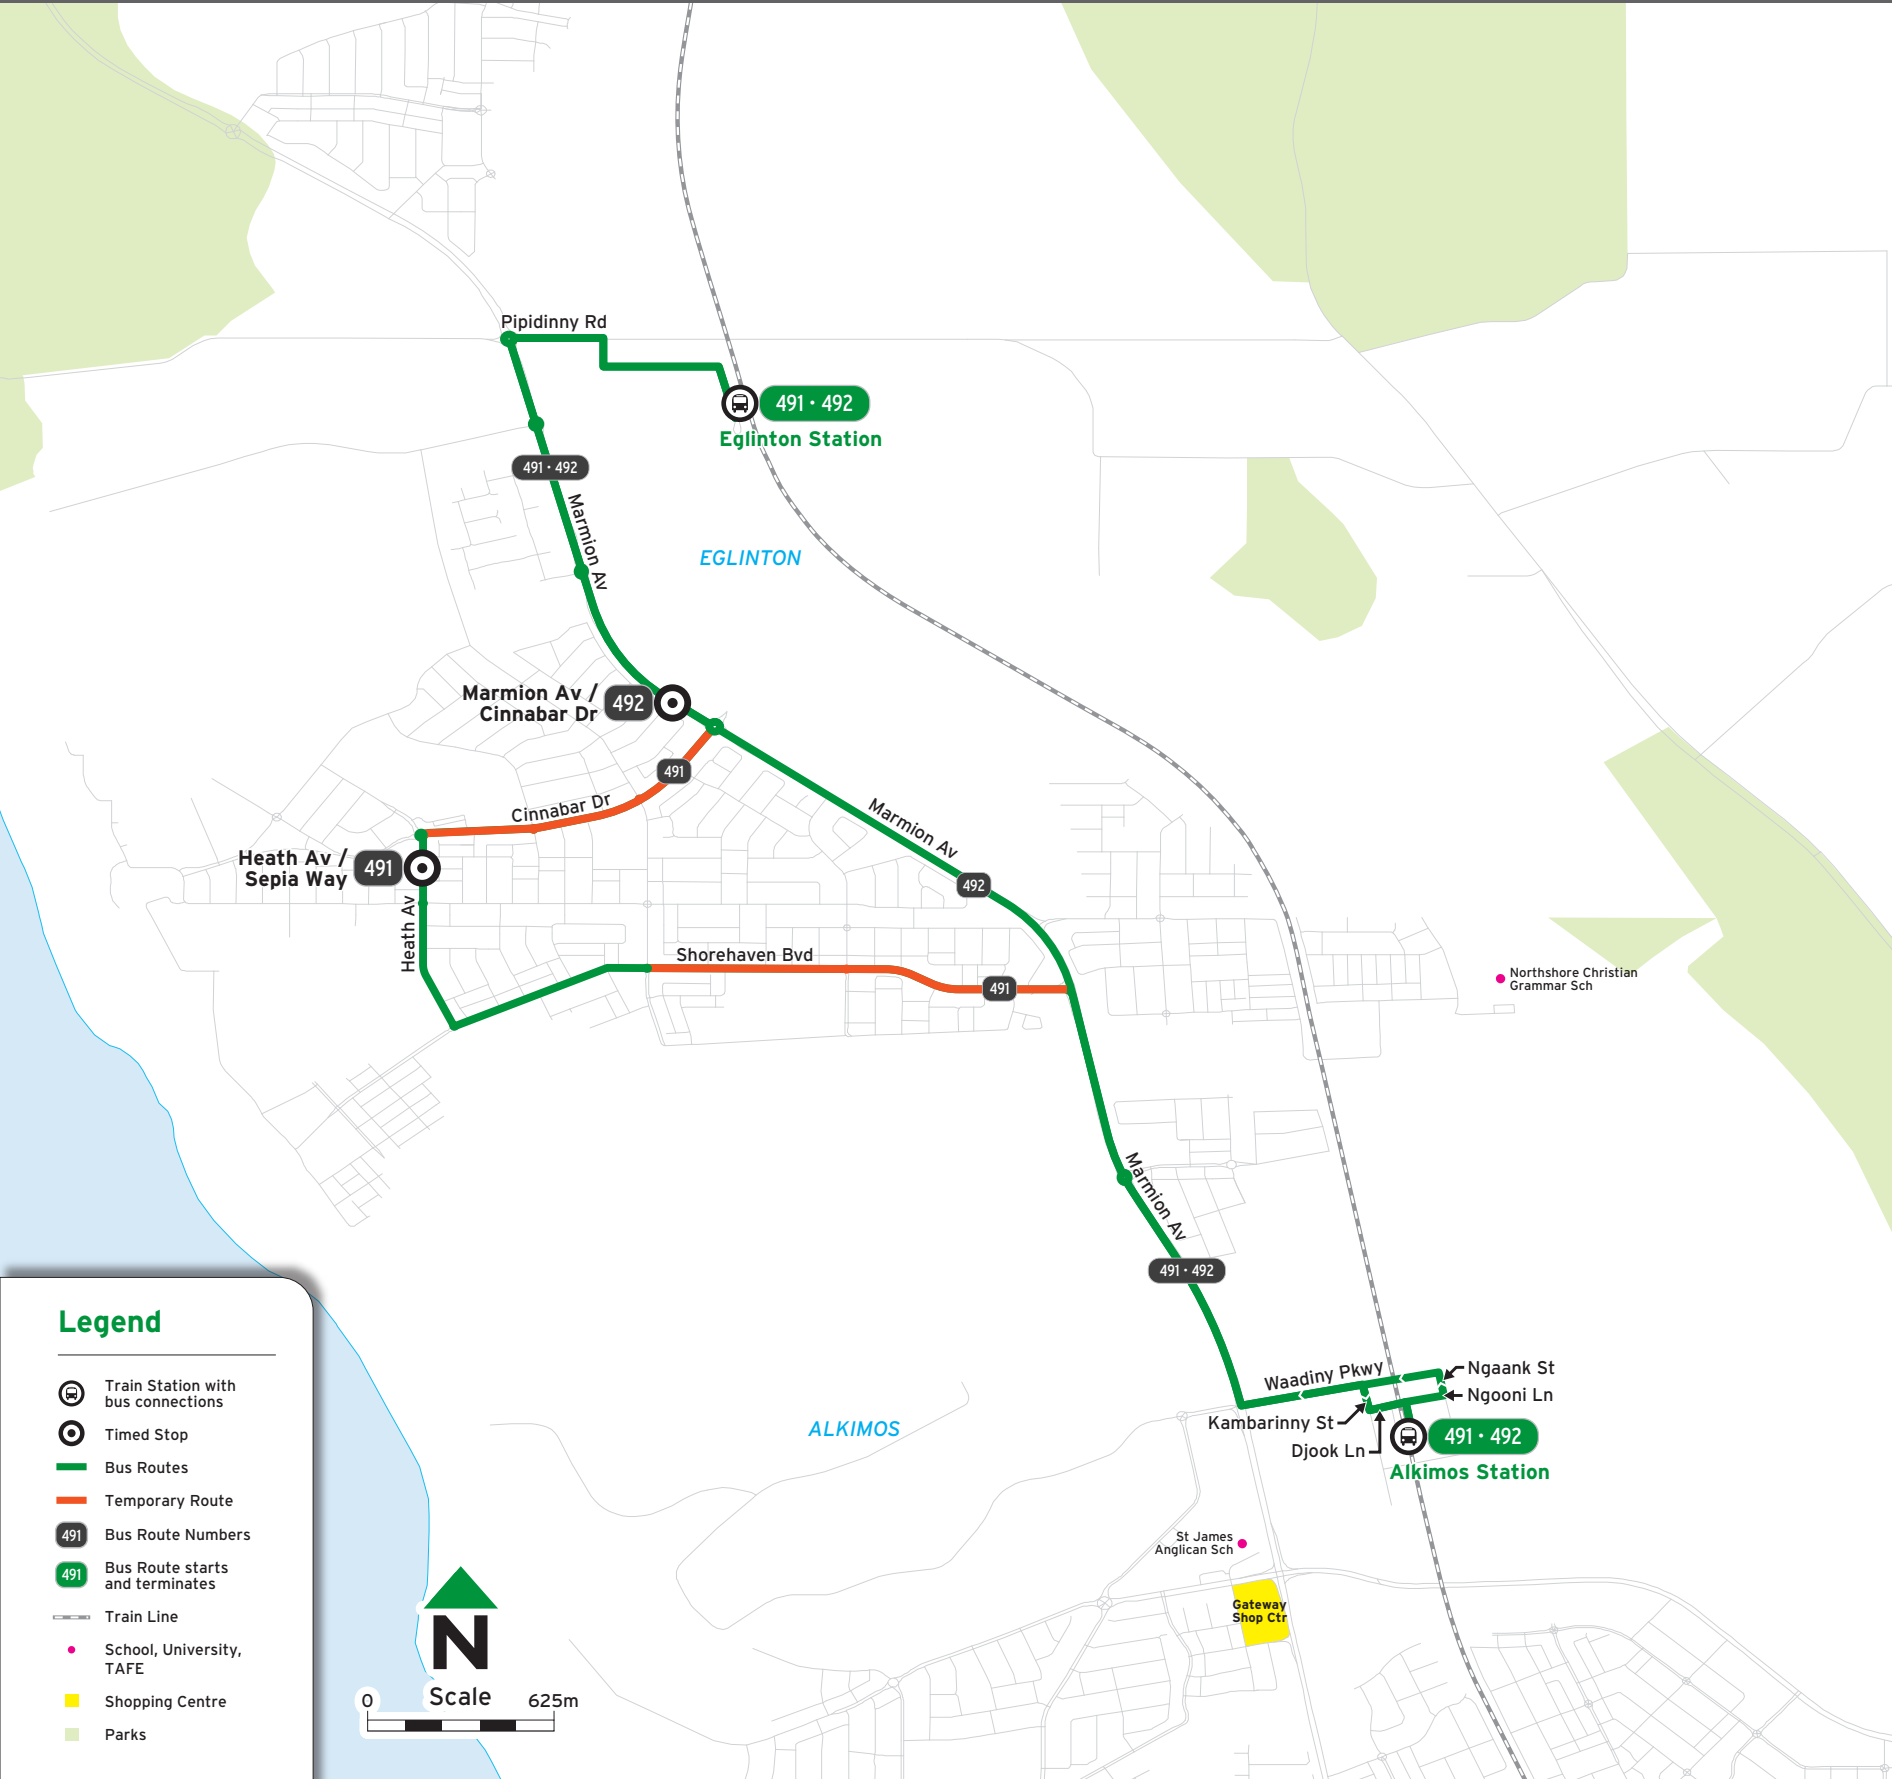 Pipidinny Rd
491 · 492
Eglinton Station
491 · 492
Marmion Av
EGLINTON
Marmion Av /
Cinnabar Dr
492
491
Cinnabar Dr
Marmion Av
Heath Av /
Sepia Way
491
492
Heath Av
Shorehaven Bvd
491
Northshore Christian
Grammar Sch
Marmion Av
491 · 492
Waadiny Pkwy
Ngaank St
Ngooni Ln
Kambarinny St
Djook Ln
491 · 492
Alkimos Station
ALKIMOS
St James
Anglican Sch
Gateway
Shop Ctr
Legend
Train Station with
bus connections
Timed Stop
Bus Routes
Temporary Route
491
Bus Route Numbers
491
Bus Route starts
and terminates
Train Line
School, University,
TAFE
Shopping Centre
Parks
N
Scale
0
625m